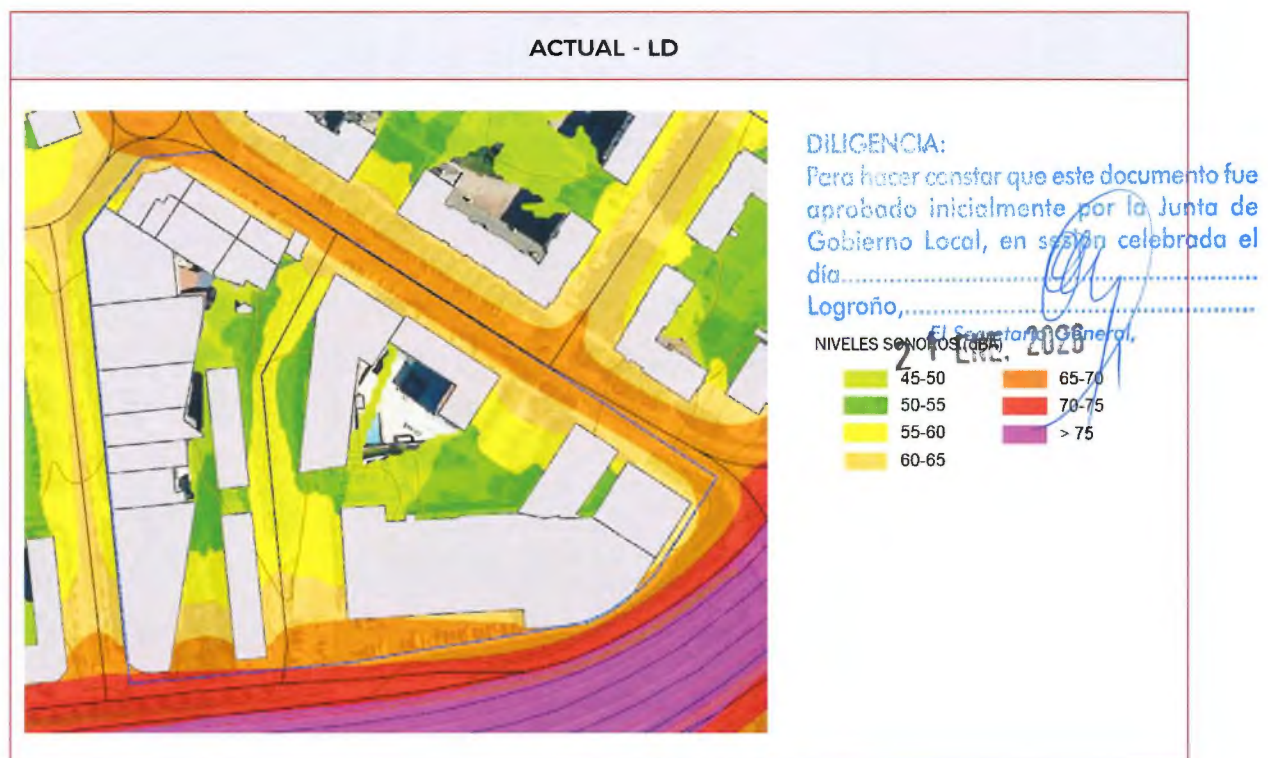 ACTUAL - LD
DILIGENCIA:
Para hacer constar que este documento fue
aprobado inicialmente por la Junta de
Gobierno Local, en sesión celebrada el
día
Logroño,
El Secretario General,
NIVELES SONOROS (dBA)
ENE. 2026
45-50
50-55
55-60
60-65
65-70
70-75
> 75